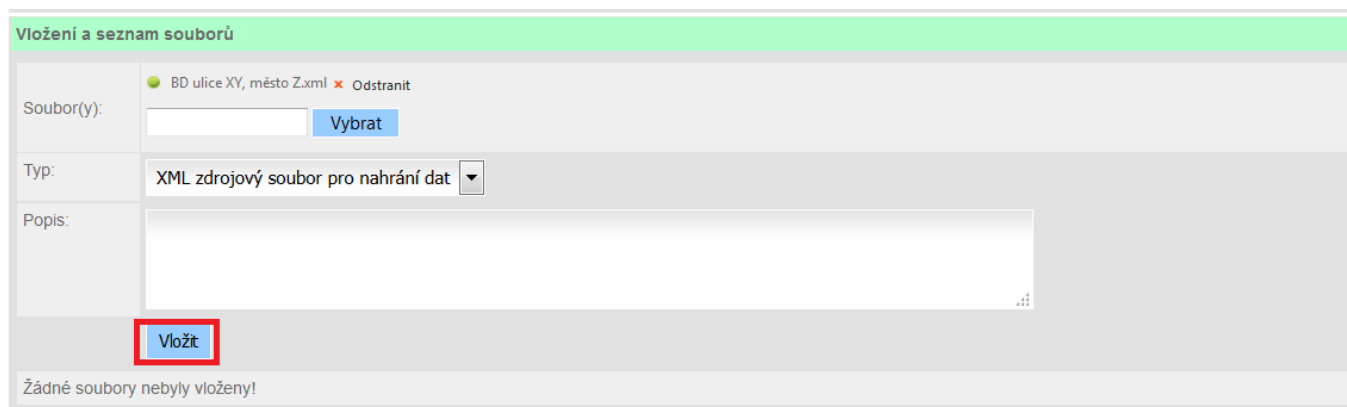 Vložení a seznam souborů
Soubor(y):
BD ulice XY, město Z.xml × Odstranit
Vybrat
Typ:
XML zdrojový soubor pro nahrání dat
Popis:
Vložit
Žádné soubory nebyly vloženy!